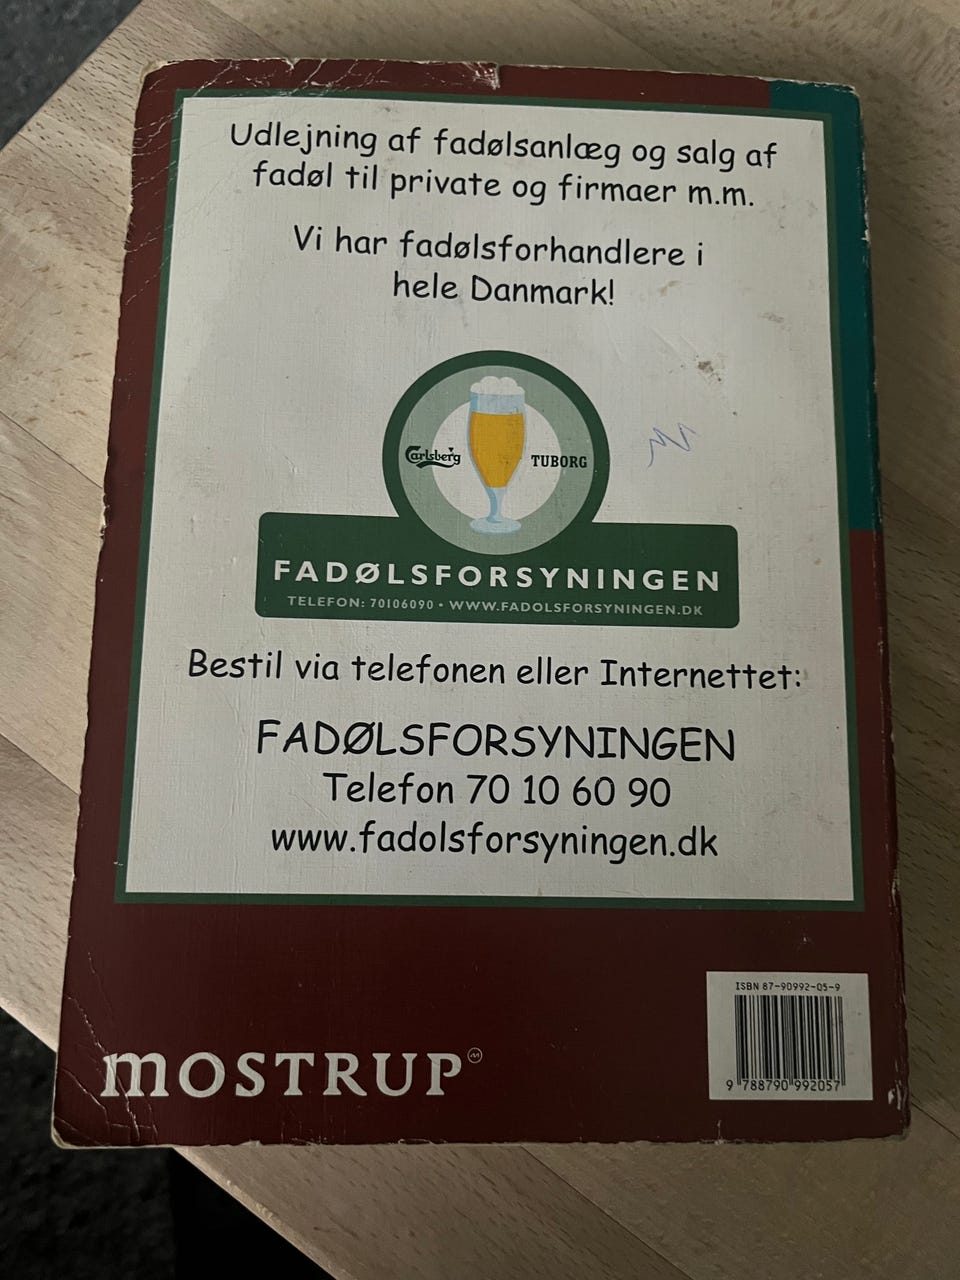 Udlejning af fadølsanlæg og salg af
fadøl til private og firmaer m.m.
Vi har fadølsforhandlere i
hele Danmark!
Carlsberg
TUBORG
FADØLSFORSYNINGEN
TELEFON: 70106090 • WWW.FADOLSFORSYNINGEN.DK
Bestil via telefonen eller Internettet:
FADØLSFORSYNINGEN
Telefon 70 10 60 90
www.fadolsforsyningen.dk
ISBN 87-90992-05-9
9 788790 992057
MOSTRUP